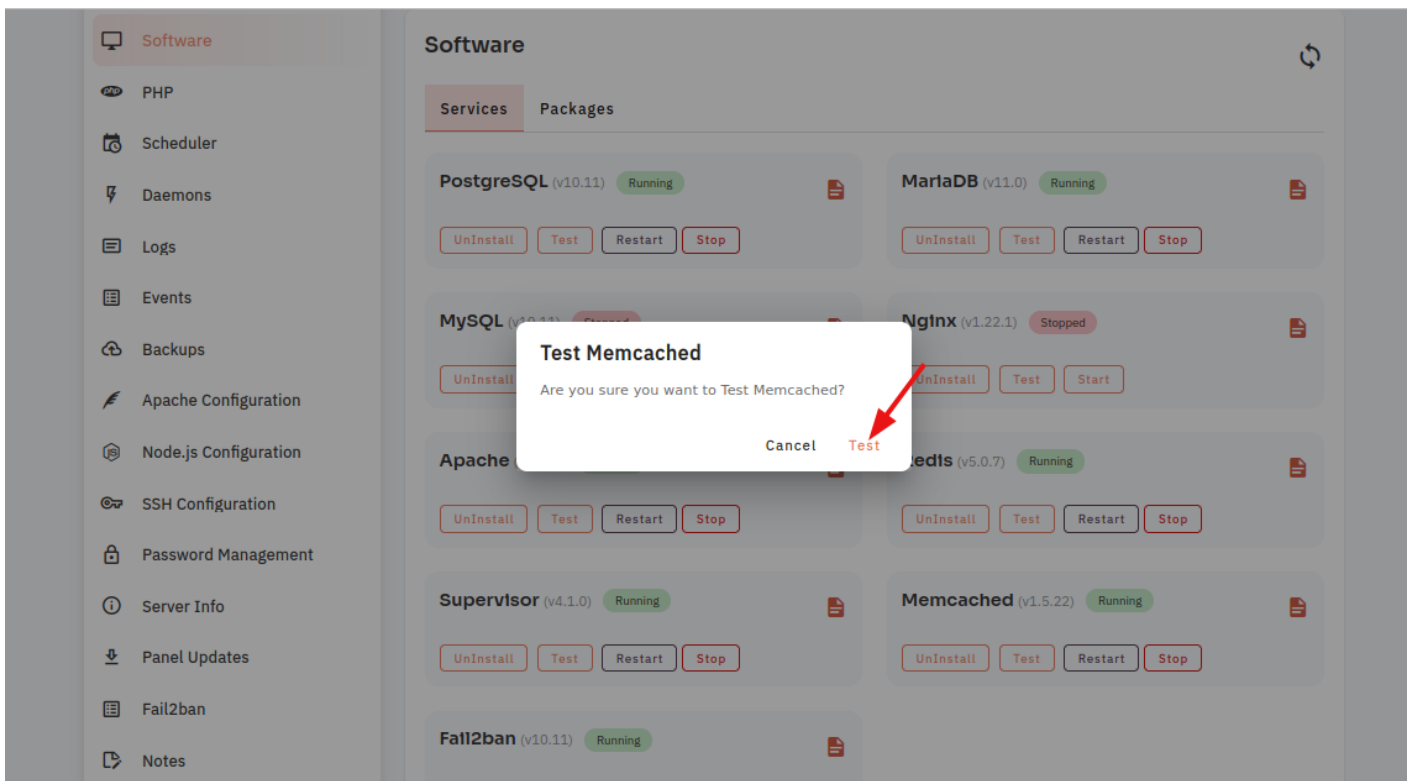 Software
PHP
Scheduler
Daemons
Logs
Events
Backups
Apache Configuration
Node.js Configuration
SSH Configuration
Password Management
Server Info
Panel Updates
Fail2ban
Notes
Software
Services Packages
PostgreSQL (v10.11) Running
UnInstall Test Restart Stop
MariaDB (v11.0) Running
UnInstall Test Restart Stop
MySQL
UnInstall
Nginx (v1.22.1) Stopped
UnInstall Test Start
Test Memcached
Are you sure you want to Test Memcached?
Cancel Test
Apache
UnInstall Test Restart Stop
Redis (v5.0.7) Running
UnInstall Test Restart Stop
Supervisor (v4.1.0) Running
UnInstall Test Restart Stop
Memcached (v1.5.22) Running
UnInstall Test Restart Stop
Fail2ban (v10.11) Running